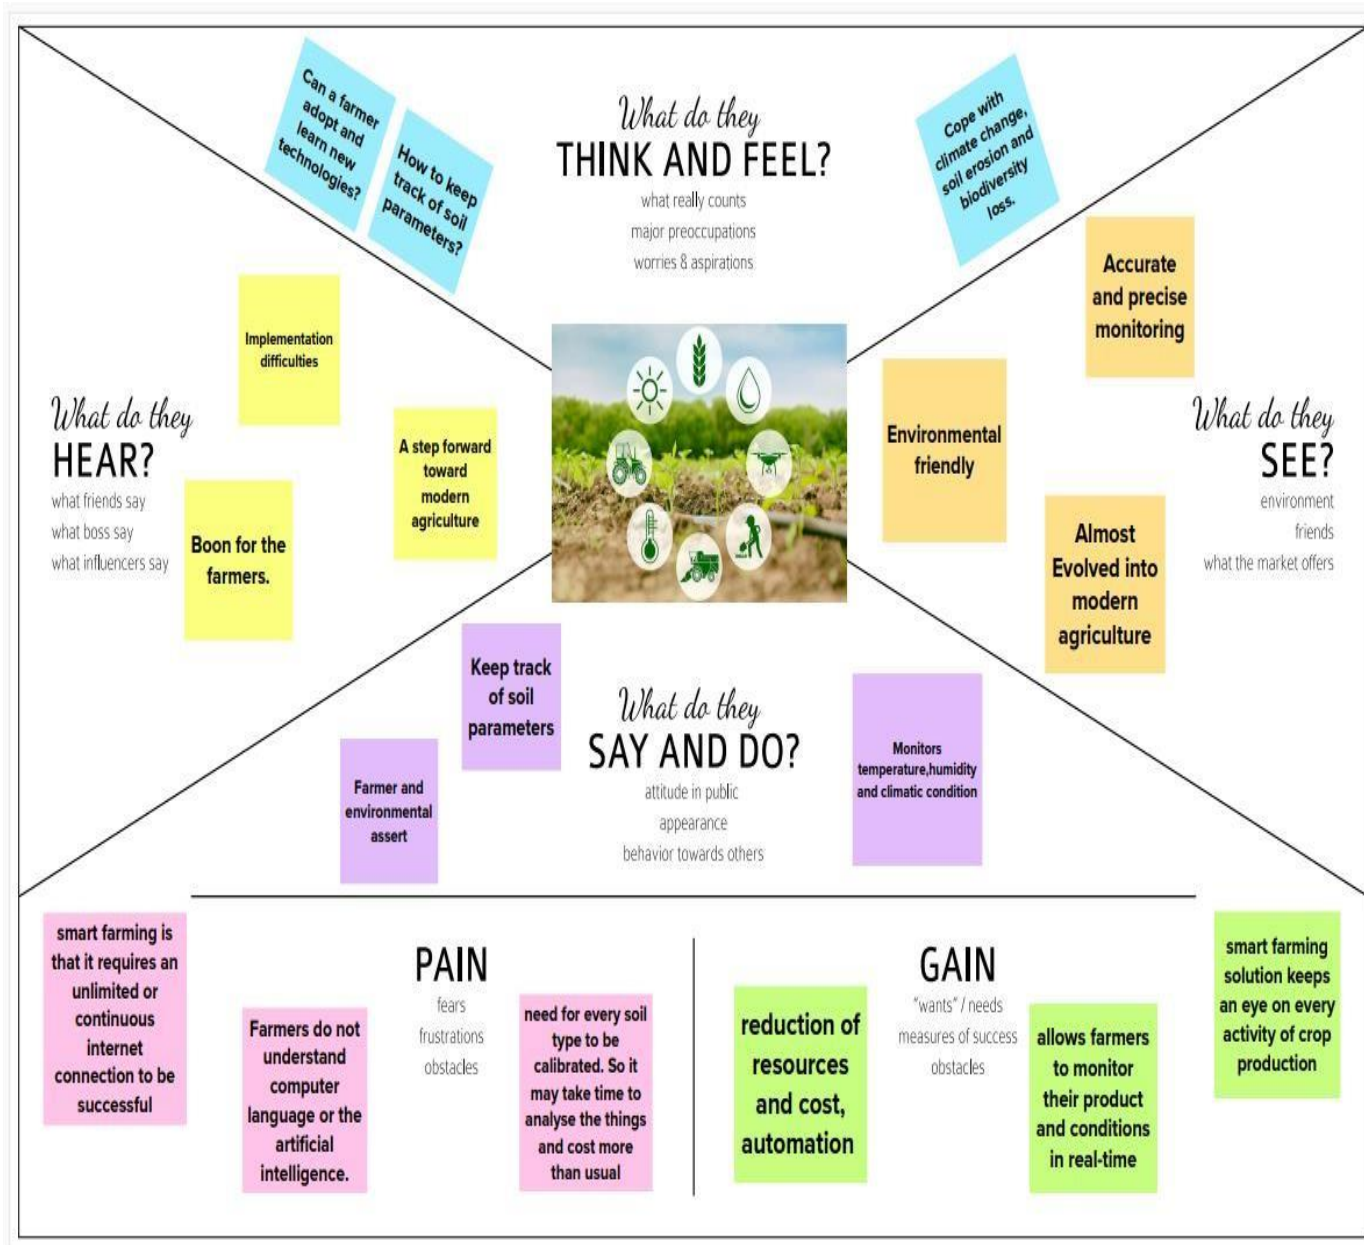 What do they
THINK AND FEEL?
what really counts
major preoccupations
worries & aspirations
Can a farmer
adopt and
learn new
technologies?
How to keep
track of soil
parameters?
Cope with
climate change,
soil erosion and
biodiversity
loss.
What do they
HEAR?
what friends say
what boss say
what influencers say
Implementation
difficulties
A step forward
toward
modern
agriculture
Boon for the
farmers.
What do they
SEE?
environment
friends
what the market offers
Accurate
and precise
monitoring
Environmental
friendly
Almost
Evolved into
modern
agriculture
What do they
SAY AND DO?
attitude in public
appearance
behavior towards others
Keep track
of soil
parameters
Farmer and
environmental
assert
Monitors
temperature,humidity
and climatic condition
PAIN
fears
frustrations
obstacles
smart farming is
that it requires an
unlimited or
continuous
internet
connection to be
successful
Farmers do not
understand
computer
language or the
artificial
intelligence.
need for every soil
type to be
calibrated. So it
may take time to
analyse the things
and cost more
than usual
GAIN
"wants" / needs
measures of success
obstacles
reduction of
resources
and cost,
automation
allows farmers
to monitor
their product
and conditions
in real-time
smart farming
solution keeps
an eye on every
activity of crop
production